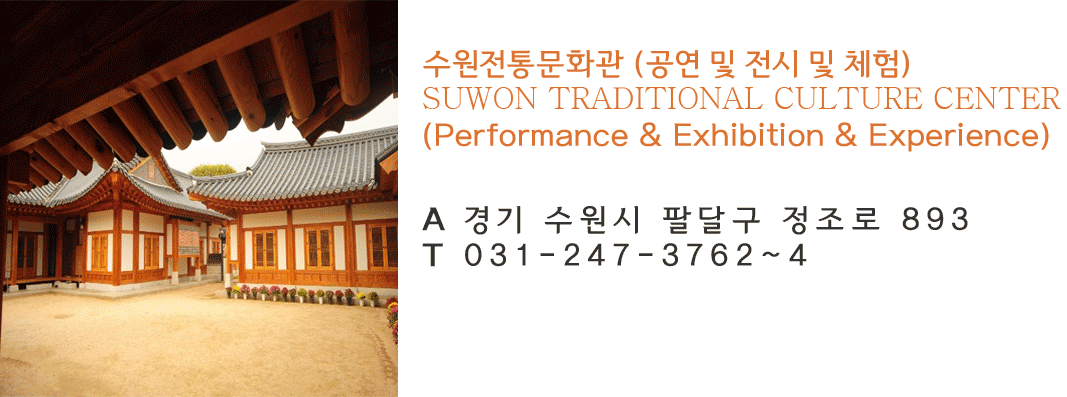 수원전통문화관 (공연 및 전시 및 체험)
SUWON TRADITIONAL CULTURE CENTER
(Performance & Exhibition & Experience)
A 경기 수원시 팔달구 정조로 893
T 031-247-3762~4